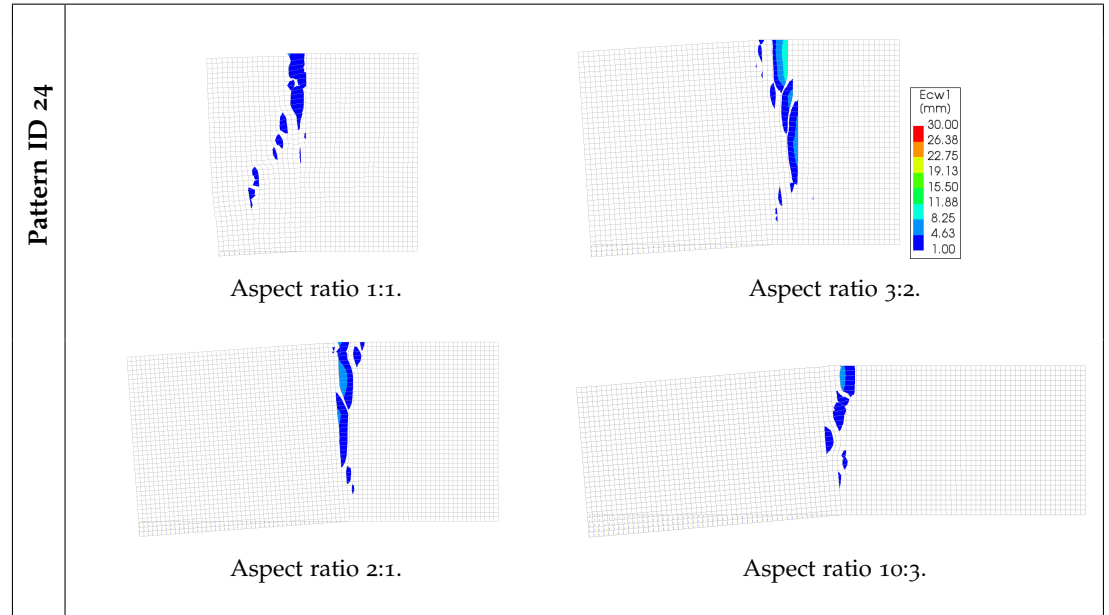 Pattern ID 24
Ecw1
(mm)
30.00
26.38
22.75
19.13
15.50
11.88
8.25
4.63
1.00
Aspect ratio 1:1.
Aspect ratio 3:2.
Aspect ratio 2:1.
Aspect ratio 10:3.